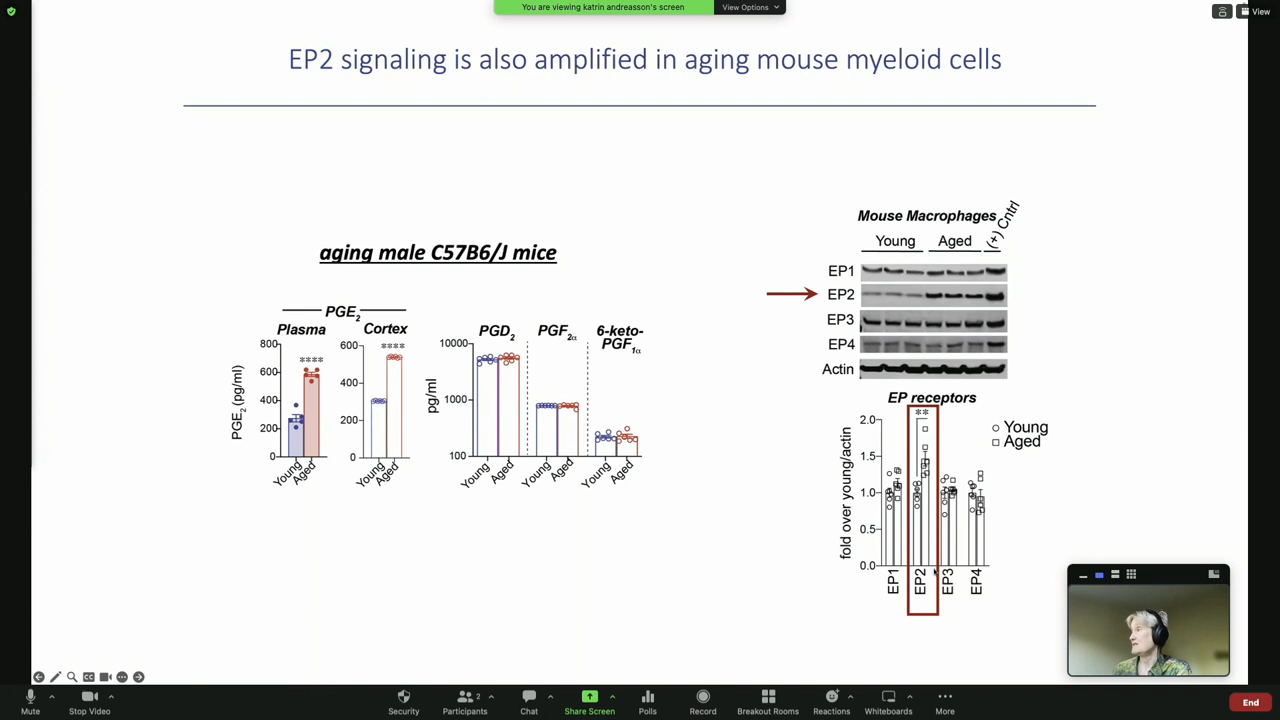 You are viewing katrin andreasson's screen
View Options
View
EP2 signaling is also amplified in aging mouse myeloid cells
aging male C57B6/J mice
PGE2
Plasma
Cortex
PGE2 (pg/ml)
800
600
400
200
0
****
Young
Aged
600
400
200
0
****
Young
Aged
pg/ml
10000
1000
100
PGD2
PGF2α
6-keto-
PGF1α
Young
Aged
Young
Aged
Young
Aged
Mouse Macrophages
Young
Aged
(+) Cntrl
EP1
EP2
EP3
EP4
Actin
EP receptors
fold over young/actin
2.0
1.5
1.0
0.5
0.0
**
Young
Aged
EP1
EP2
EP3
EP4
Mute
Stop Video
Security
Participants
2
Chat
Share Screen
Polls
Record
Breakout Rooms
Reactions
Whiteboards
More
End